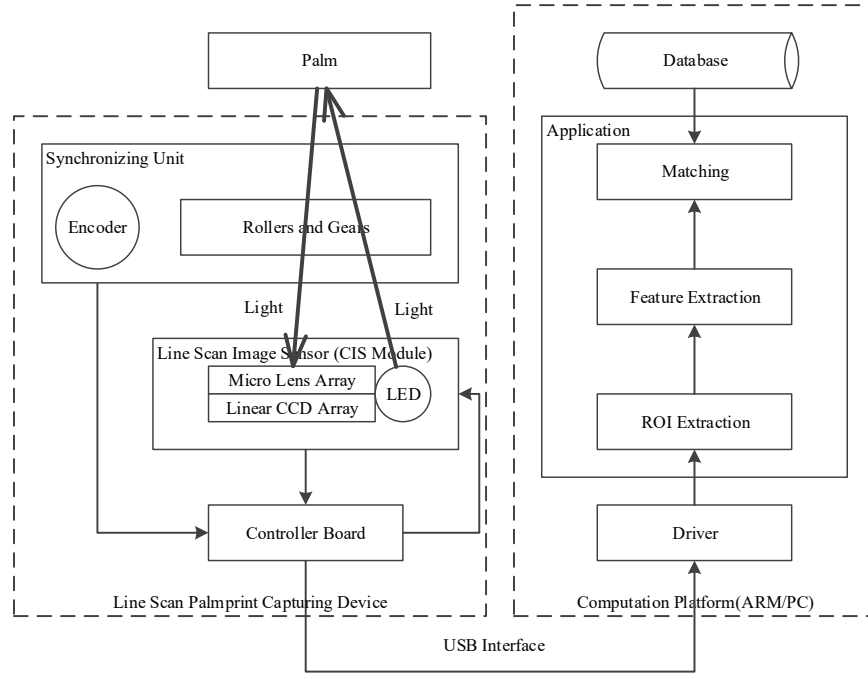 Palm
Synchronizing Unit
Encoder
Rollers and Gears
Light
Light
Line Scan Image Sensor (CIS Module)
Micro Lens Array
Linear CCD Array
LED
Controller Board
Line Scan Palmprint Capturing Device
Database
Application
Matching
Feature Extraction
ROI Extraction
Driver
Computation Platform(ARM/PC)
USB Interface